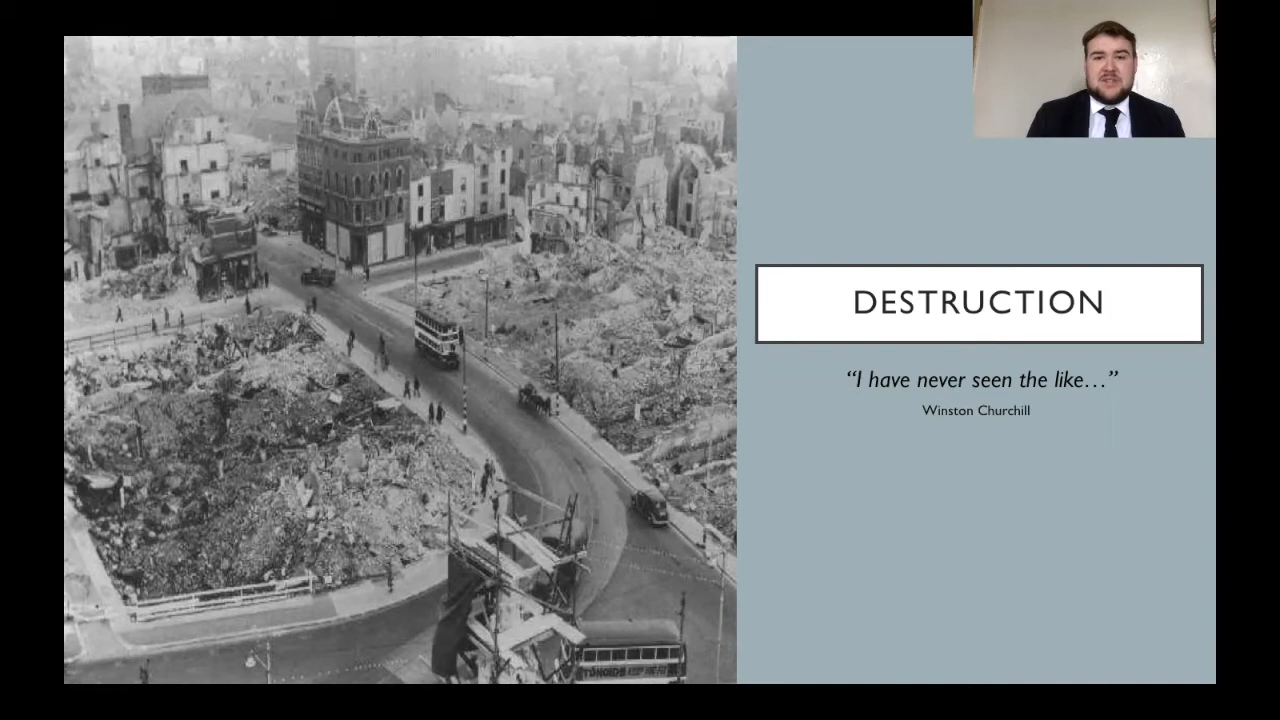 DESTRUCTION
“I have never seen the like…”
Winston Churchill